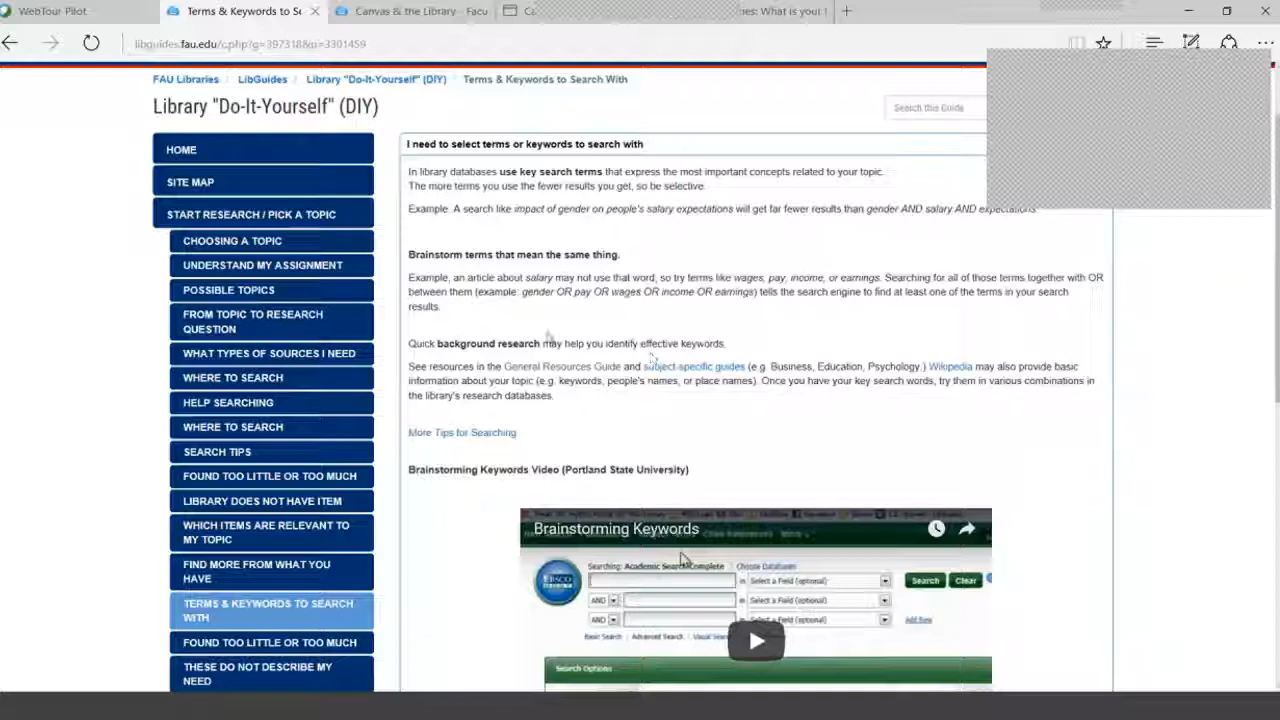 WebTour Pilot
Terms & Keywords to Se
Canvas & the Library - Facu
Ca
ies: What is your
libguides.fau.edu/c.php?g=397318&p=3301459
FAU Libraries
LibGuides
Library "Do-It-Yourself" (DIY)
Terms & Keywords to Search With
Library "Do-It-Yourself" (DIY)
Search this Guide
HOME
SITE MAP
START RESEARCH / PICK A TOPIC
CHOOSING A TOPIC
UNDERSTAND MY ASSIGNMENT
POSSIBLE TOPICS
FROM TOPIC TO RESEARCH
QUESTION
WHAT TYPES OF SOURCES I NEED
WHERE TO SEARCH
HELP SEARCHING
WHERE TO SEARCH
SEARCH TIPS
FOUND TOO LITTLE OR TOO MUCH
LIBRARY DOES NOT HAVE ITEM
WHICH ITEMS ARE RELEVANT TO
MY TOPIC
FIND MORE FROM WHAT YOU
HAVE
TERMS & KEYWORDS TO SEARCH
WITH
FOUND TOO LITTLE OR TOO MUCH
THESE DO NOT DESCRIBE MY
NEED
I need to select terms or keywords to search with
In library databases use key search terms that express the most important concepts related to your topic.
The more terms you use the fewer results you get, so be selective.
Example. A search like impact of gender on people's salary expectations will get far fewer results than gender AND salary AND expectations.
Brainstorm terms that mean the same thing.
Example, an article about salary may not use that word, so try terms like wages, pay, income, or earnings. Searching for all of those terms together with OR
between them (example: gender OR pay OR wages OR income OR earnings) tells the search engine to find at least one of the terms in your search
results.
Quick background research may help you identify effective keywords.
See resources in the General Resources Guide and subject-specific guides (e.g. Business, Education, Psychology.) Wikipedia may also provide basic
information about your topic (e.g. keywords, people's names, or place names). Once you have your key search words, try them in various combinations in
the library's research databases.
More Tips for Searching
Brainstorming Keywords Video (Portland State University)
Brainstorming Keywords
EBSCO
Searching: Academic Search Complete
Choose Databases
in Select a Field (optional)
Search
Clear
AND
in Select a Field (optional)
AND
in Select a Field (optional)
Add Row
Basic Search
Advanced Search
Visual Sear
Search Options